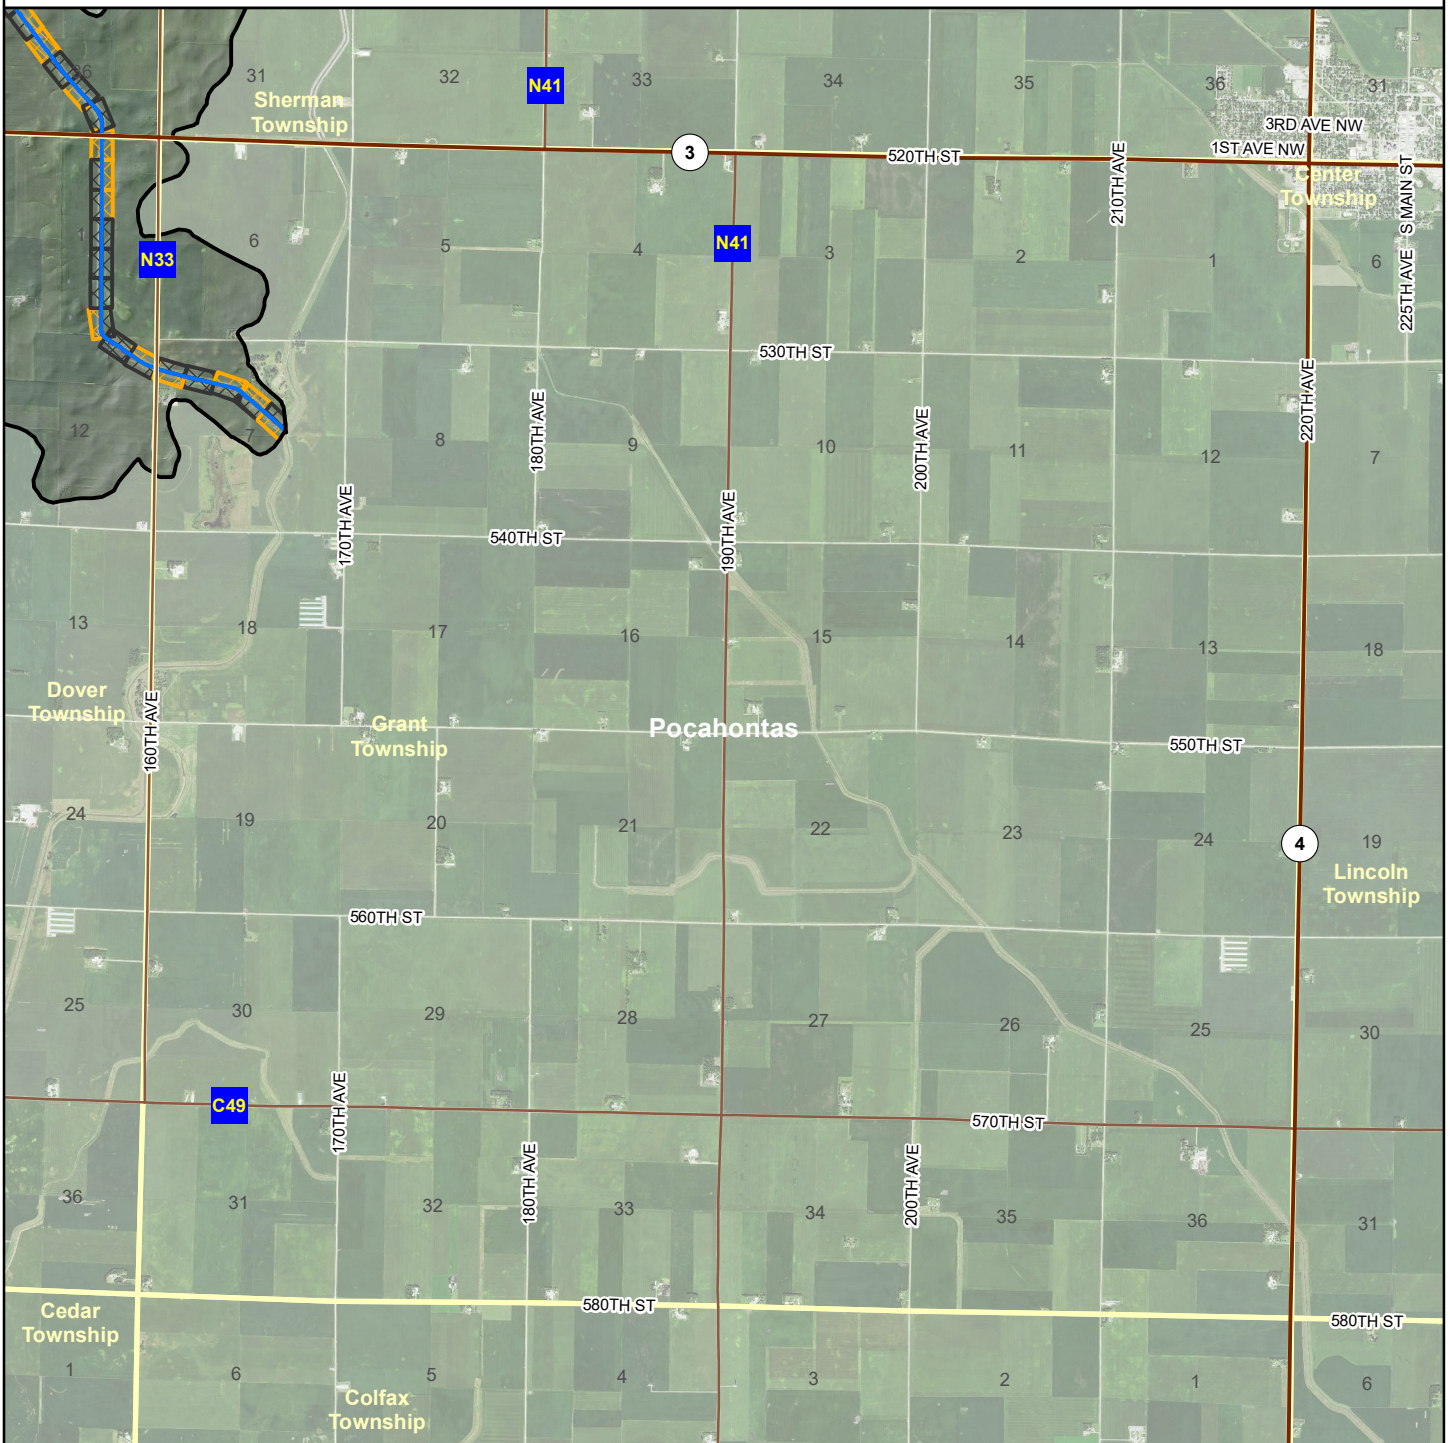 36
31
32
N41
33
34
35
36
31
Sherman
Township
3RD AVE NW
1ST AVE NW
3
520TH ST
Center
Township
210TH AVE
S MAIN ST
225TH AVE
1
N33
6
5
4
N41
3
2
1
6
530TH ST
220TH AVE
12
7
8
180TH AVE
9
10
200TH AVE
11
12
7
170TH AVE
540TH ST
190TH AVE
13
18
17
16
15
14
13
18
Dover
Township
160TH AVE
Grant
Township
Pocahontas
550TH ST
24
19
20
21
22
23
24
4
19
Lincoln
Township
560TH ST
25
30
29
28
27
26
25
30
C49
170TH AVE
570TH ST
36
31
32
180TH AVE
33
34
200TH AVE
35
36
31
Cedar
Township
580TH ST
580TH ST
1
6
5
4
3
2
1
6
Colfax
Township